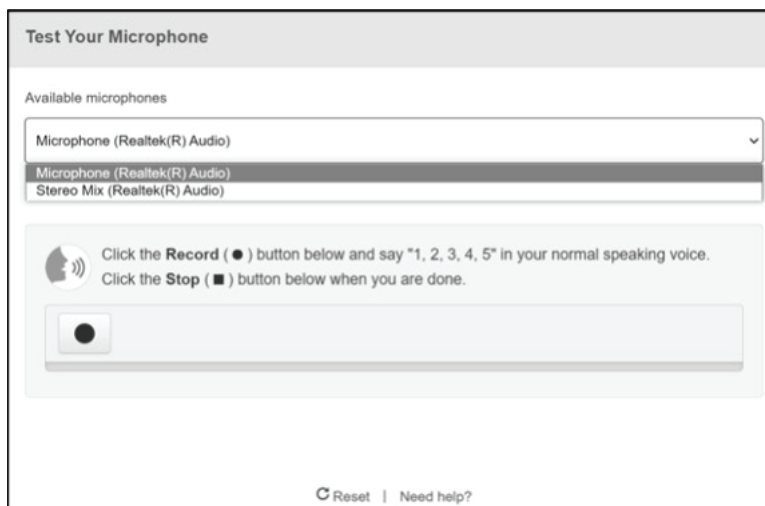 Test Your Microphone
Available microphones
Microphone (Realtek(R) Audio)
Microphone (Realtek(R) Audio)
Stereo Mix (Realtek(R) Audio)
Click the Record ( ● ) button below and say "1, 2, 3, 4, 5" in your normal speaking voice.
Click the Stop ( ■ ) button below when you are done.
Reset | Need help?